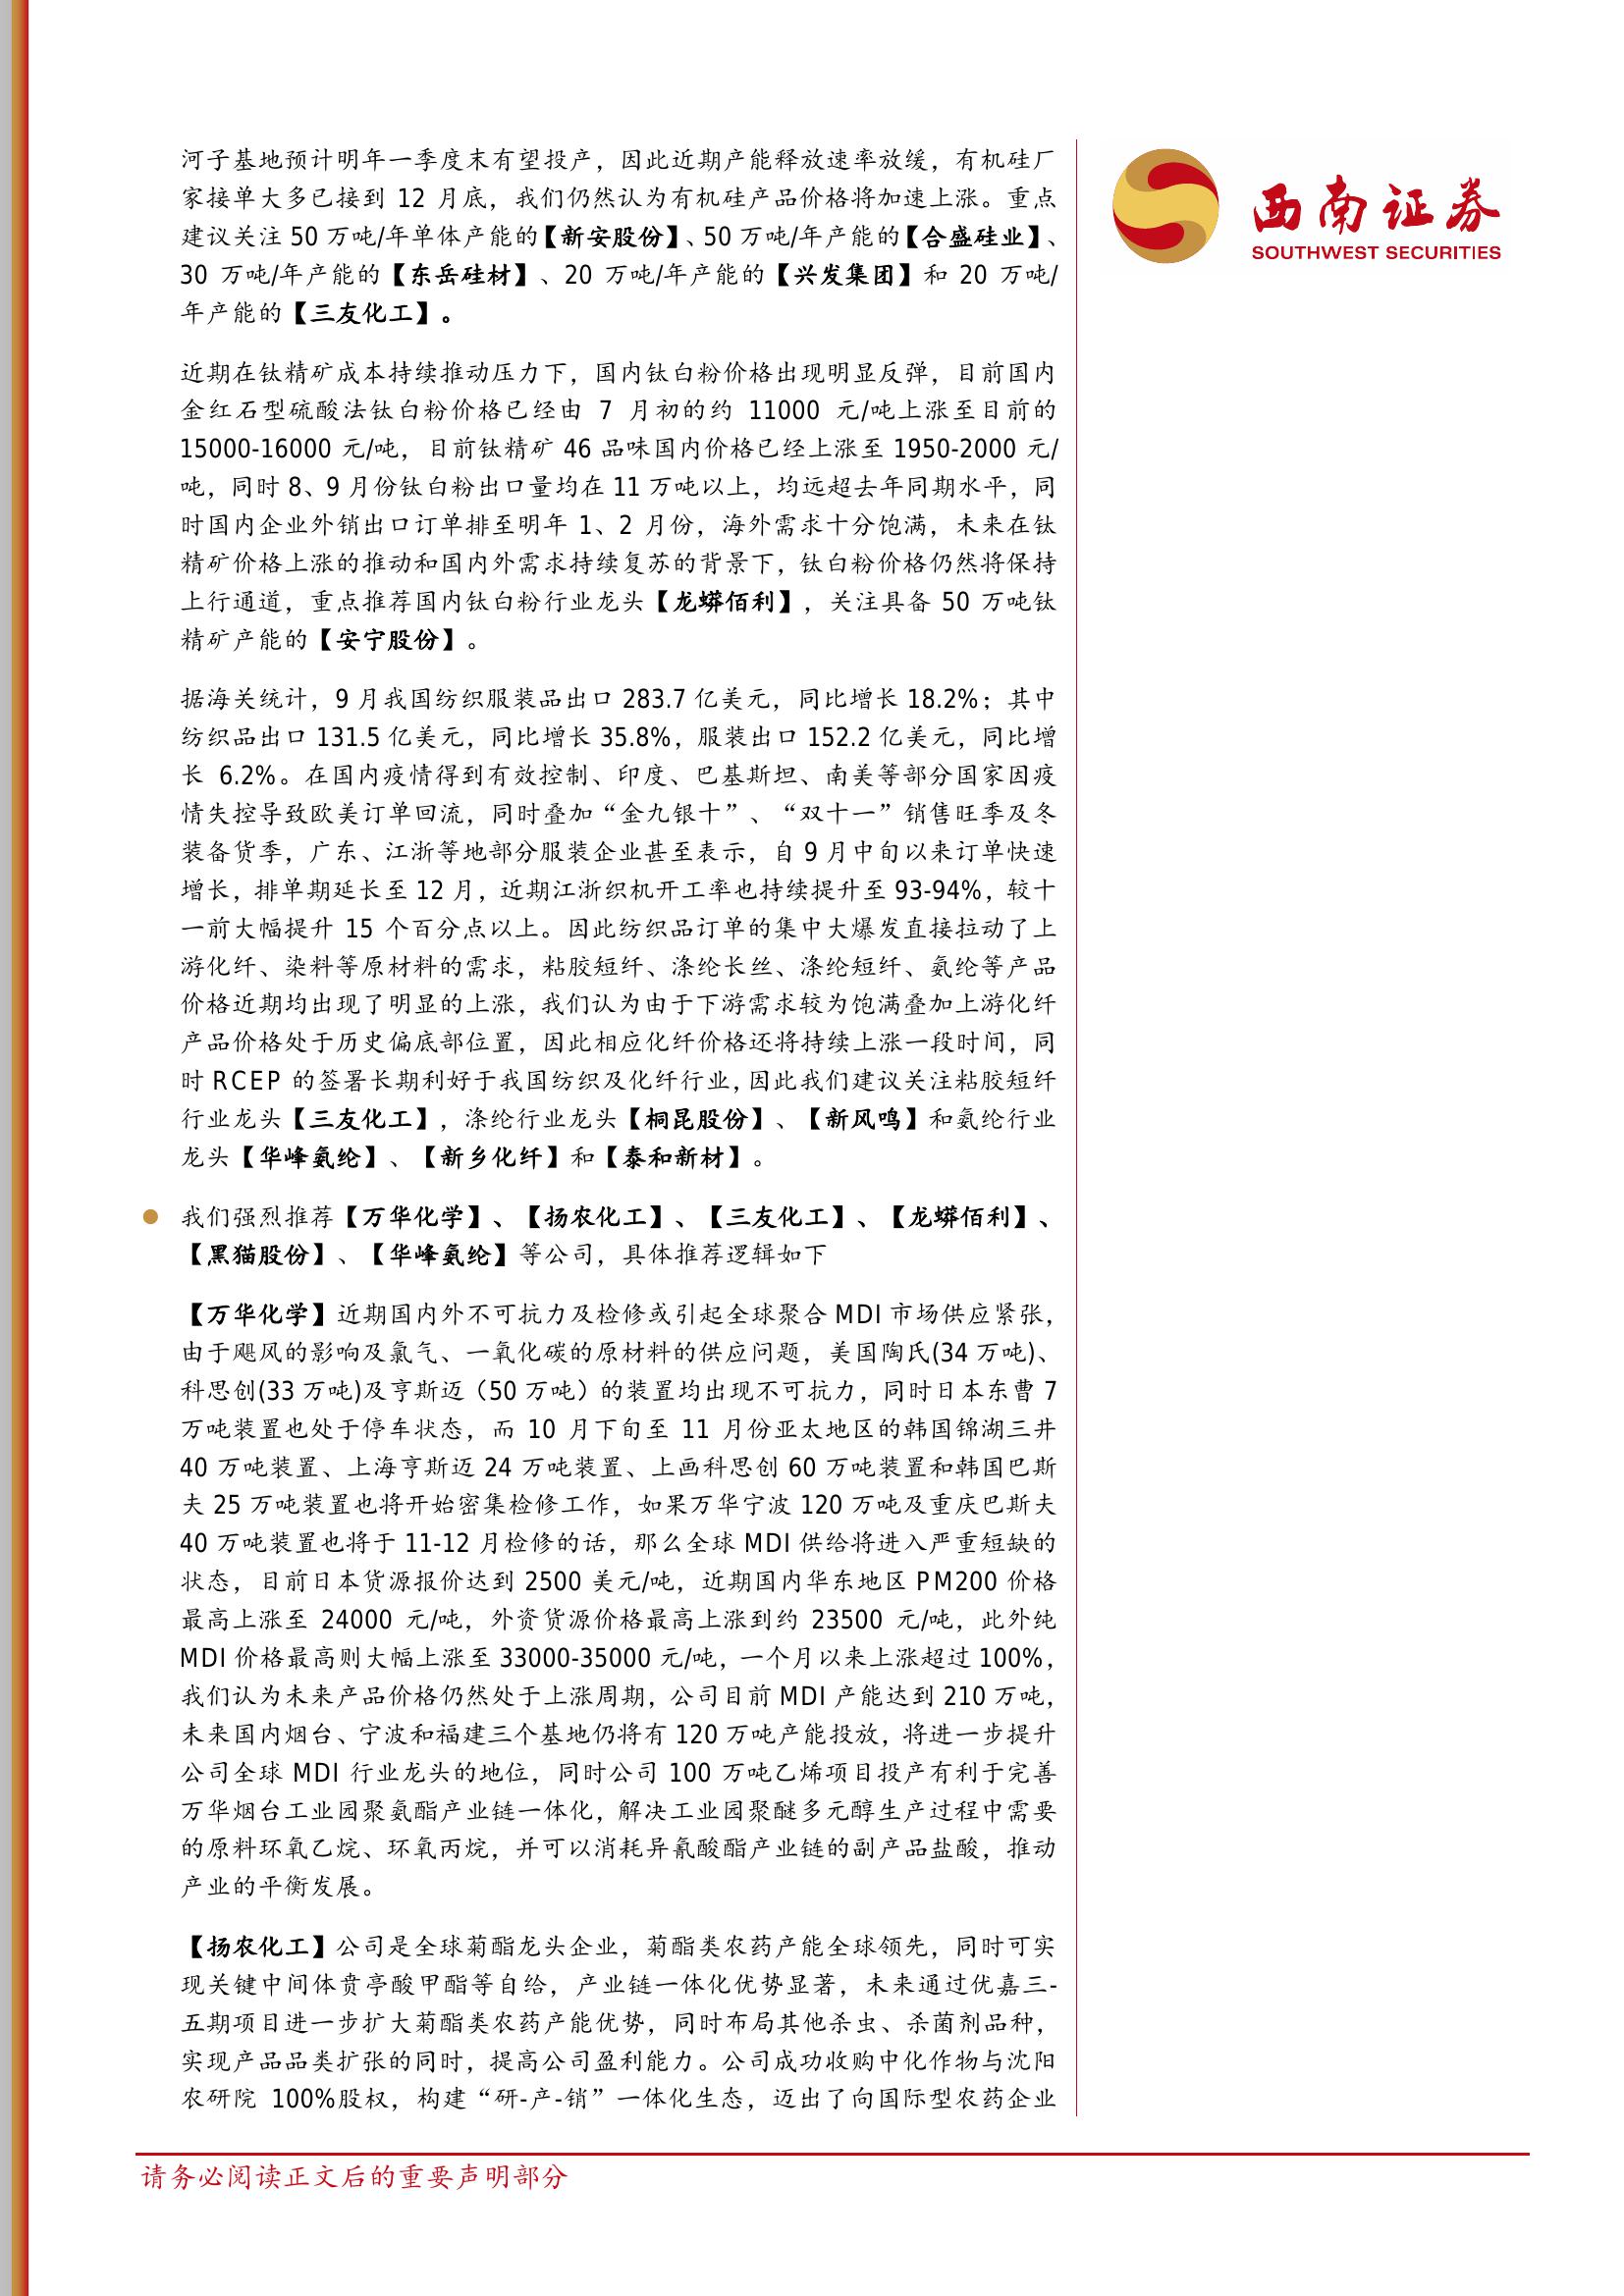 西南证券
SOUTHWEST SECURITIES
河子基地预计明年一季度末有望投产，因此近期产能释放速率放缓，有机硅厂
家接单大多已接到 12 月底，我们仍然认为有机硅产品价格将加速上涨。重点
建议关注 50 万吨/年单体产能的【新安股份】、50 万吨/年产能的【合盛硅业】、
30 万吨/年产能的【东岳硅材】、20 万吨/年产能的【兴发集团】和 20 万吨/
年产能的【三友化工】。
近期在钛精矿成本持续推动压力下，国内钛白粉价格出现明显反弹，目前国内
金红石型硫酸法钛白粉价格已经由 7 月初的约 11000 元/吨上涨至目前的
15000-16000 元/吨，目前钛精矿 46 品味国内价格已经上涨至 1950-2000 元/
吨，同时 8、9 月份钛白粉出口量均在 11 万吨以上，均远超去年同期水平，同
时国内企业外销出口订单排至明年 1、2 月份，海外需求十分饱满，未来在钛
精矿价格上涨的推动和国内外需求持续复苏的背景下，钛白粉价格仍然将保持
上行通道，重点推荐国内钛白粉行业龙头【龙蟒佰利】，关注具备 50 万吨钛
精矿产能的【安宁股份】。
据海关统计，9 月我国纺织服装品出口 283.7 亿美元，同比增长 18.2%；其中
纺织品出口 131.5 亿美元，同比增长 35.8%，服装出口 152.2 亿美元，同比增
长 6.2%。在国内疫情得到有效控制、印度、巴基斯坦、南美等部分国家因疫
情失控导致欧美订单回流，同时叠加“金九银十”、“双十一”销售旺季及冬
装备货季，广东、江浙等地部分服装企业甚至表示，自 9 月中旬以来订单快速
增长，排单期延长至 12 月，近期江浙织机开工率也持续提升至 93-94%，较十
一前大幅提升 15 个百分点以上。因此纺织品订单的集中大爆发直接拉动了上
游化纤、染料等原材料的需求，粘胶短纤、涤纶长丝、涤纶短纤、氨纶等产品
价格近期均出现了明显的上涨，我们认为由于下游需求较为饱满叠加上游化纤
产品价格处于历史偏底部位置，因此相应化纤价格还将持续上涨一段时间，同
时 RCEP 的签署长期利好于我国纺织及化纤行业，因此我们建议关注粘胶短纤
行业龙头【三友化工】，涤纶行业龙头【桐昆股份】、【新风鸣】和氨纶行业
龙头【华峰氨纶】、【新乡化纤】和【泰和新材】。
● 我们强烈推荐【万华化学】、【扬农化工】、【三友化工】、【龙蟒佰利】、
【黑猫股份】、【华峰氨纶】等公司，具体推荐逻辑如下
【万华化学】近期国内外不可抗力及检修或引起全球聚合 MDI 市场供应紧张，
由于飓风的影响及氯气、一氧化碳的原材料的供应问题，美国陶氏(34 万吨)、
科思创(33 万吨)及亨斯迈（50 万吨）的装置均出现不可抗力，同时日本东曹 7
万吨装置也处于停车状态，而 10 月下旬至 11 月份亚太地区的韩国锦湖三井
40 万吨装置、上海亨斯迈 24 万吨装置、上画科思创 60 万吨装置和韩国巴斯
夫 25 万吨装置也将开始密集检修工作，如果万华宁波 120 万吨及重庆巴斯夫
40 万吨装置也将于 11-12 月检修的话，那么全球 MDI 供给将进入严重短缺的
状态，目前日本货源报价达到 2500 美元/吨，近期国内华东地区 PM200 价格
最高上涨至 24000 元/吨，外资货源价格最高上涨到约 23500 元/吨，此外纯
MDI 价格最高则大幅上涨至 33000-35000 元/吨，一个月以来上涨超过 100%，
我们认为未来产品价格仍然处于上涨周期，公司目前 MDI 产能达到 210 万吨，
未来国内烟台、宁波和福建三个基地仍将有 120 万吨产能投放，将进一步提升
公司全球 MDI 行业龙头的地位，同时公司 100 万吨乙烯项目投产有利于完善
万华烟台工业园聚氨酯产业链一体化，解决工业园聚醚多元醇生产过程中需要
的原料环氧乙烷、环氧丙烷，并可以消耗异氰酸酯产业链的副产品盐酸，推动
产业的平衡发展。
【扬农化工】公司是全球菊酯龙头企业，菊酯类农药产能全球领先，同时可实
现关键中间体贲亭酸甲酯等自给，产业链一体化优势显著，未来通过优嘉三-
五期项目进一步扩大菊酯类农药产能优势，同时布局其他杀虫、杀菌剂品种，
实现产品品类扩张的同时，提高公司盈利能力。公司成功收购中化作物与沈阳
农研院 100%股权，构建“研-产-销”一体化生态，迈出了向国际型农药企业
请务必阅读正文后的重要声明部分